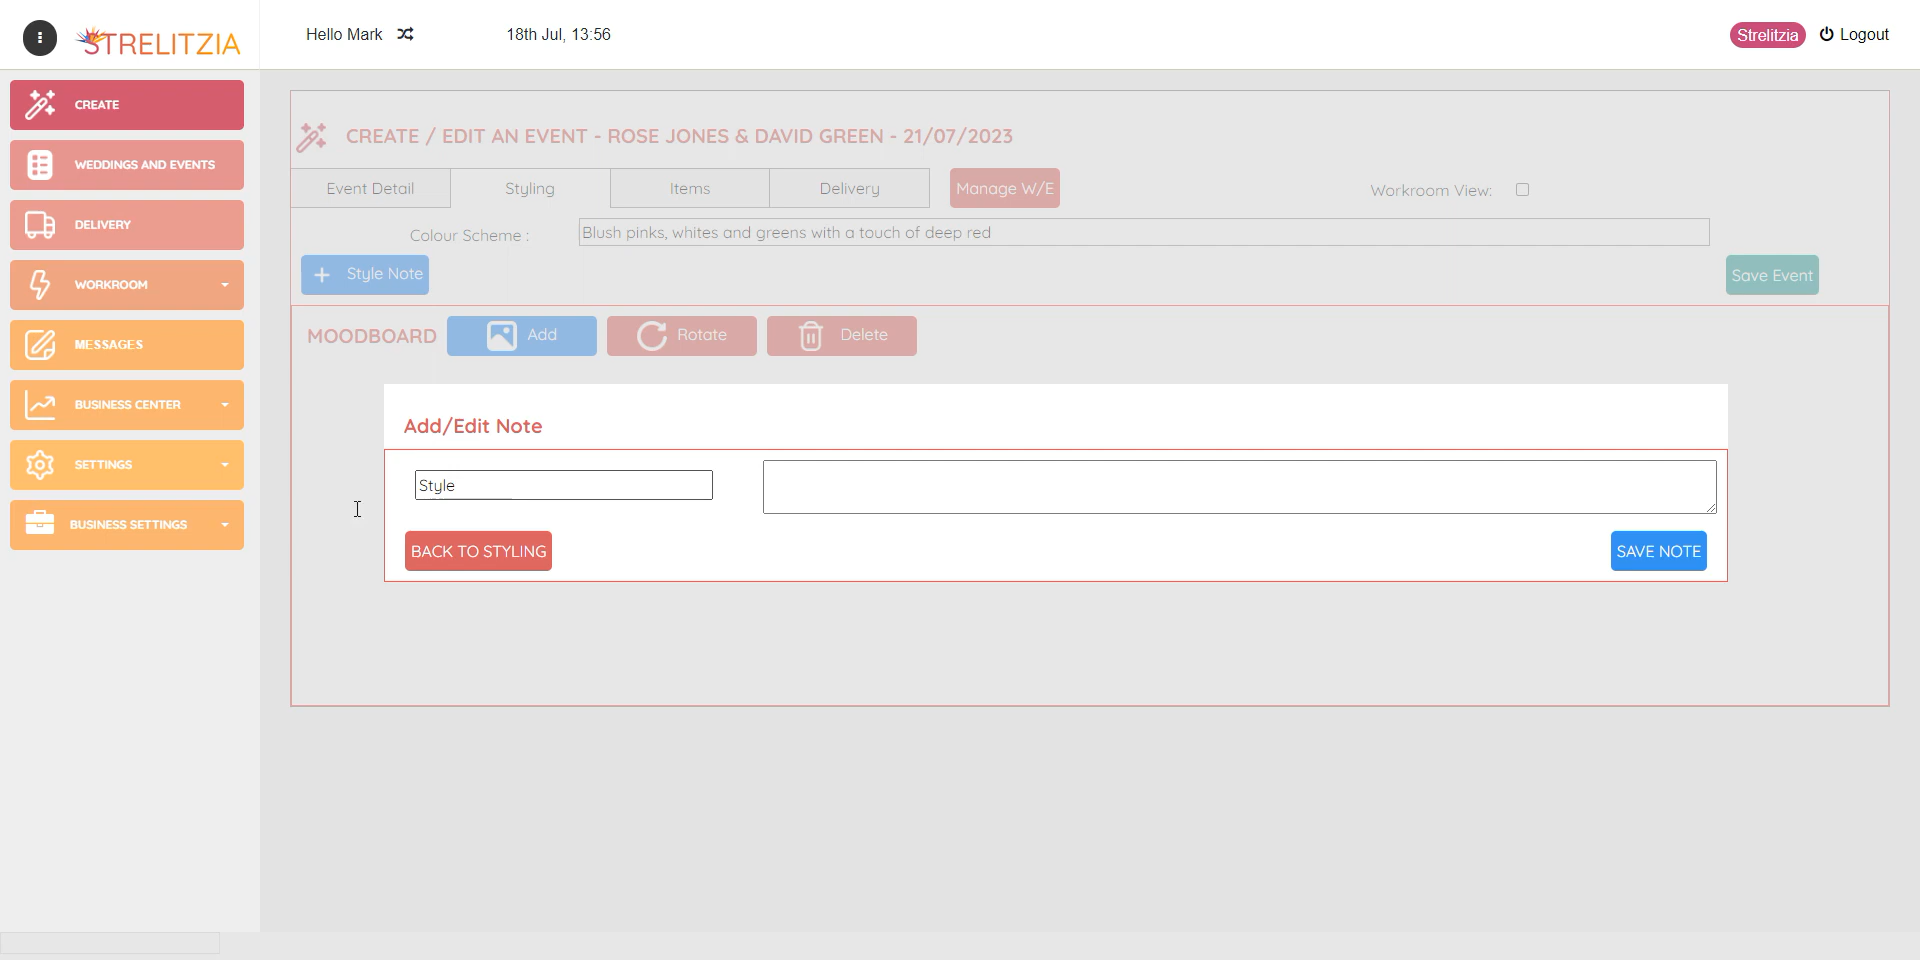 STRELITZIA
Hello Mark
18th Jul, 13:56
Strelitzia
Logout
CREATE
WEDDINGS AND EVENTS
DELIVERY
WORKROOM
MESSAGES
BUSINESS CENTER
SETTINGS
BUSINESS SETTINGS
CREATE / EDIT AN EVENT - ROSE JONES & DAVID GREEN - 21/07/2023
Event Detail
Styling
Items
Delivery
Manage W/E
Workroom View:
Colour Scheme :
Blush pinks, whites and greens with a touch of deep red
+ Style Note
Save Event
MOODBOARD
Add
Rotate
Delete
Add/Edit Note
Style
BACK TO STYLING
SAVE NOTE